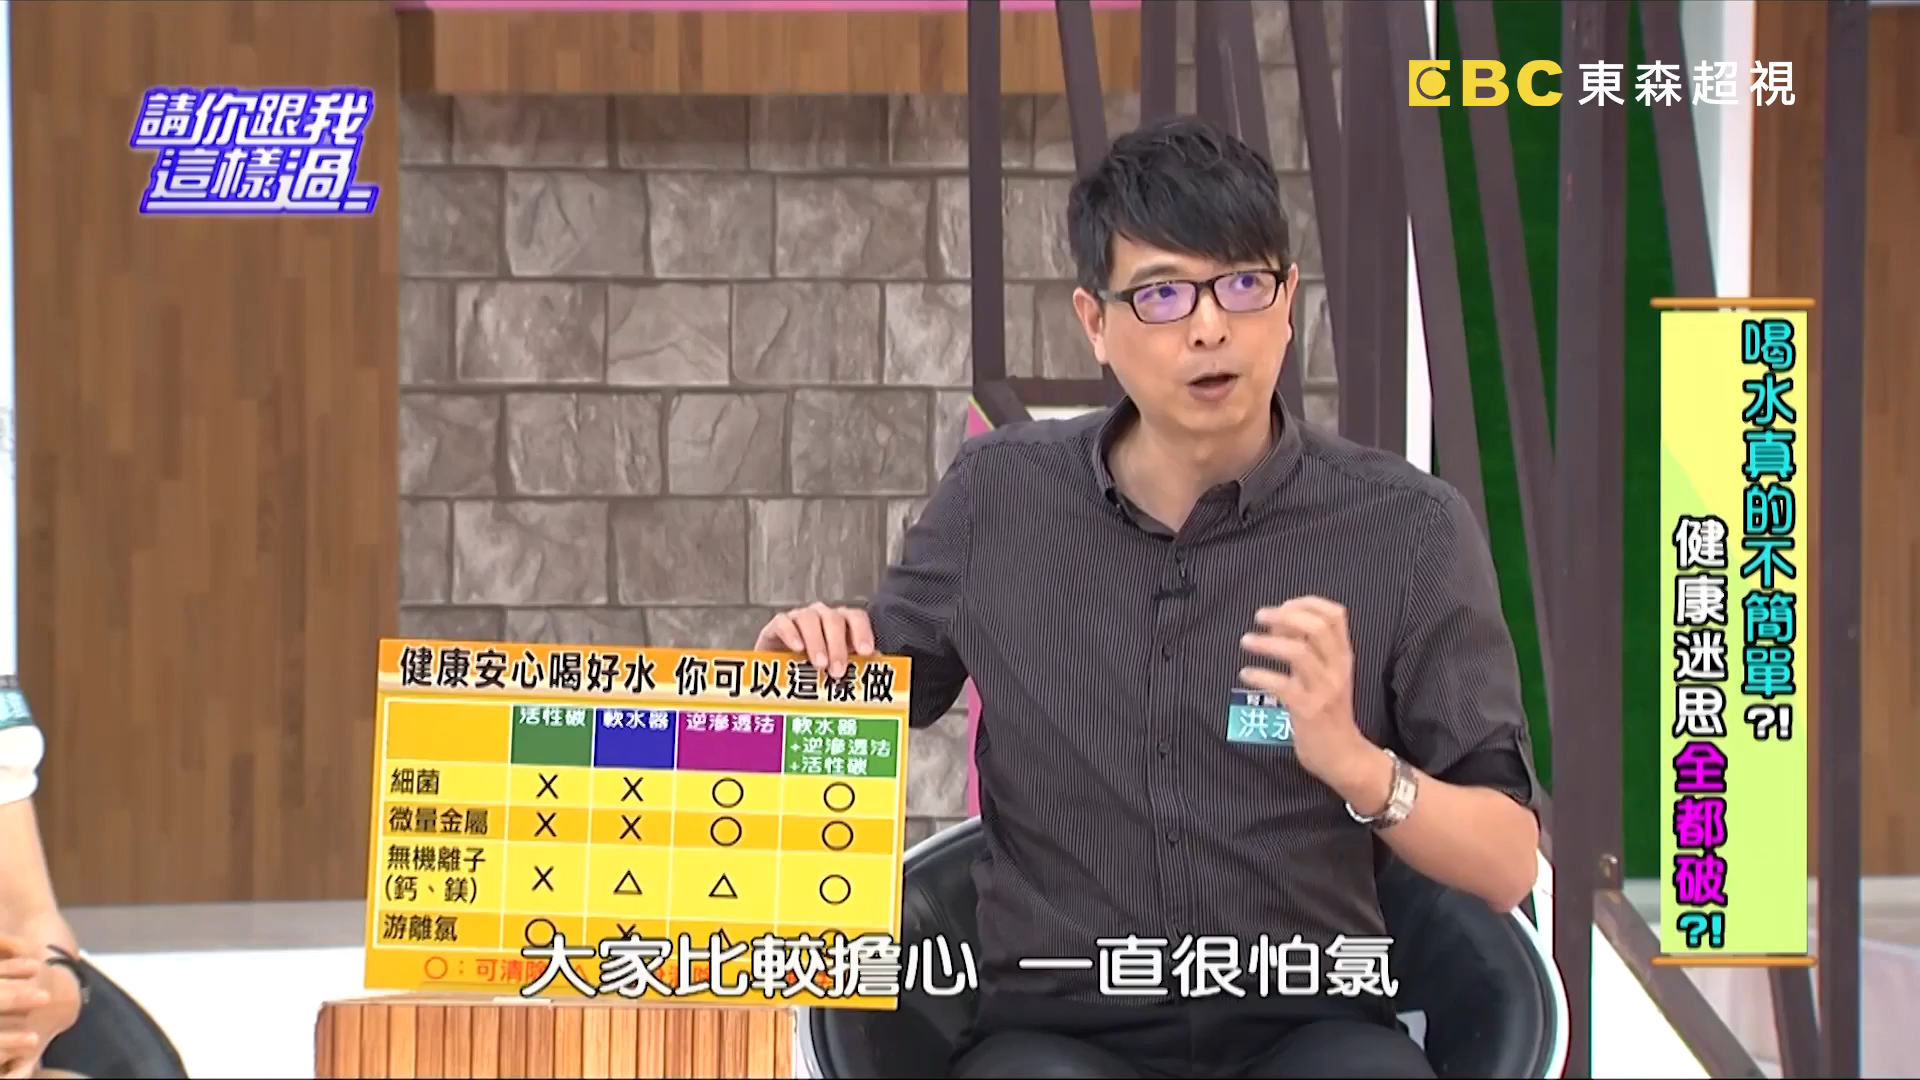 請你跟我
這樣過
EBC 東森超視
喝水真的不簡單?!
健康迷思全都破?!
健康安心喝好水 你可以這樣做
活性碳 軟水器 逆滲透法 軟水器
+逆滲透法
+活性碳
細菌 X X ○ ○
微量金屬 X X ○ ○
無機離子
(鈣、鎂) X △ △ ○
游離氯 ○ X
○:可清除
洪永
大家比較擔心 一直很怕氯